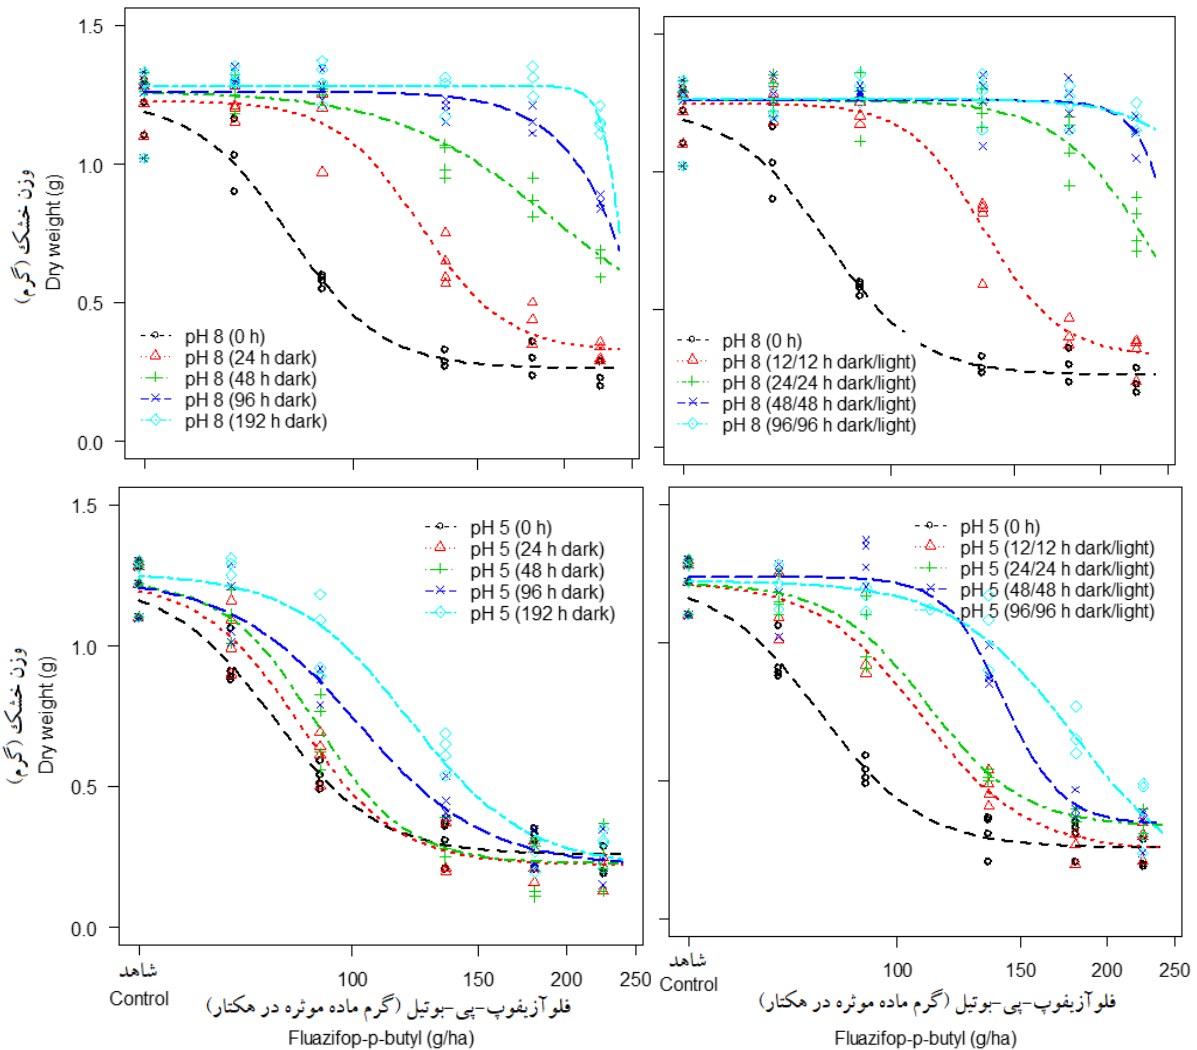 1.5
1.0
0.5
0.0
وزن خشک (گرم)
Dry weight (g)
pH 8 (0 h)
pH 8 (24 h dark)
pH 8 (48 h dark)
pH 8 (96 h dark)
pH 8 (192 h dark)
pH 8 (0 h)
pH 8 (12/12 h dark/light)
pH 8 (24/24 h dark/light)
pH 8 (48/48 h dark/light)
pH 8 (96/96 h dark/light)
1.5
1.0
0.5
0.0
وزن خشک (گرم)
Dry weight (g)
pH 5 (0 h)
pH 5 (24 h dark)
pH 5 (48 h dark)
pH 5 (96 h dark)
pH 5 (192 h dark)
شاهد
Control
100 150 200 250
فلوآزیفوپ-پی-بوتیل (گرم ماده موثره در هکتار)
Fluazifop-p-butyl (g/ha)
pH 5 (0 h)
pH 5 (12/12 h dark/light)
pH 5 (24/24 h dark/light)
pH 5 (48/48 h dark/light)
pH 5 (96/96 h dark/light)
شاهد
Control
100 150 200 250
فلوآزیفوپ-پی-بوتیل (گرم ماده موثره در هکتار)
Fluazifop-p-butyl (g/ha)